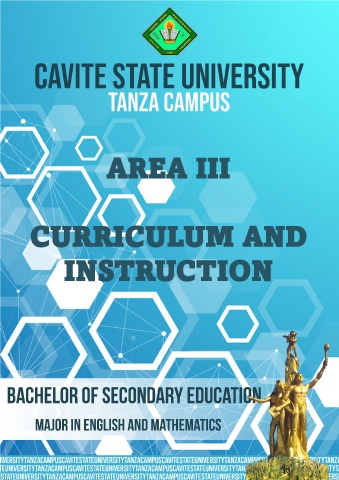 CAVITE STATE UNIVERSITY
TANZA CAMPUS
AREA III
CURRICULUM AND
INSTRUCTION
BACHELOR OF SECONDARY EDUCATION
MAJOR IN ENGLISH AND MATHEMATICS
IVERSITYTANZACAMPUSCAVITESTATEUNIVERSITYTANZACAMPUSCAVITESTATEUNIVERSITYTANZACAMP